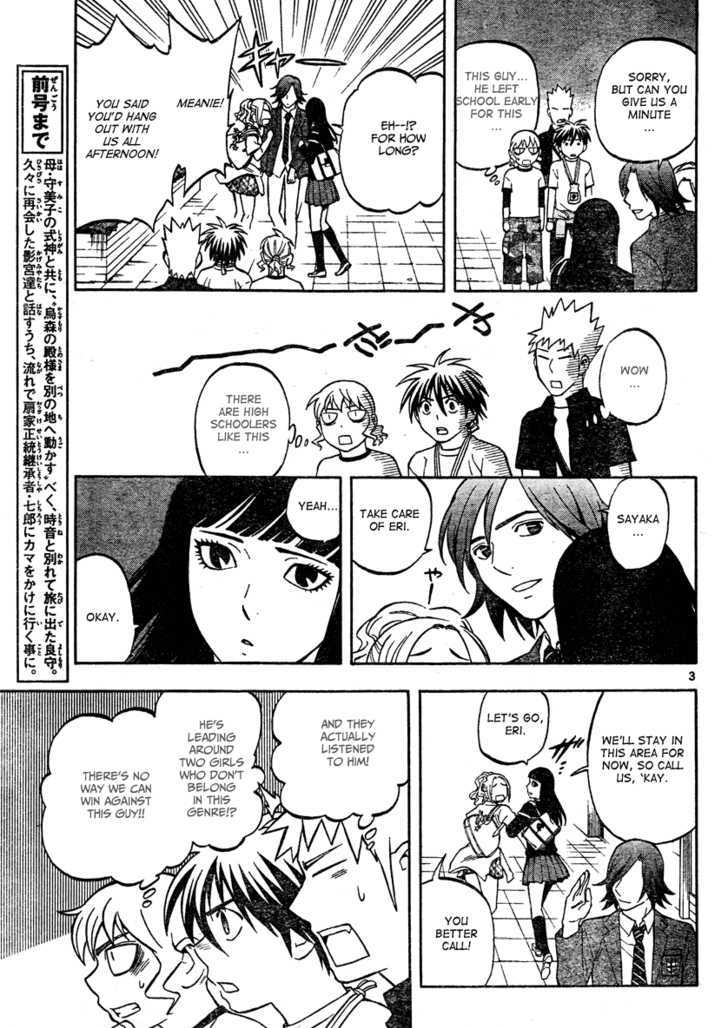 SORRY,
BUT CAN YOU
GIVE US A
MINUTE
...
THIS GUY...
HE LEFT
SCHOOL EARLY
FOR THIS
...
EH--!?
FOR HOW
LONG?
MEANIE!
YOU SAID
YOU'D HANG
OUT WITH
US ALL
AFTERNOON!
前号まで
母・守美子の式神と共に、“烏森の殿様を別の地へ動かす”べく、時音と別れて旅に出た良守。
久々に再会した影宮達と話すうち、流れで扇家正統継承者・七郎にカマをかけに行く事に。
WOW
...
THERE
ARE HIGH
SCHOOLERS
LIKE THIS
...
SAYAKA
...
TAKE CARE
OF ERI.
や
YEAH...
OKAY.
3
WE'LL STAY IN
THIS AREA FOR
NOW, SO CALL
US, 'KAY.
LET'S GO,
ERI.
YOU
BETTER
CALL!
AND THEY
ACTUALLY
LISTENED
TO HIM!
HE'S
LEADING
AROUND
TWO GIRLS
WHO DON'T
BELONG
IN THIS
GENRE!?
THERE'S NO
WAY WE CAN
WIN AGAINST
THIS GUY!!